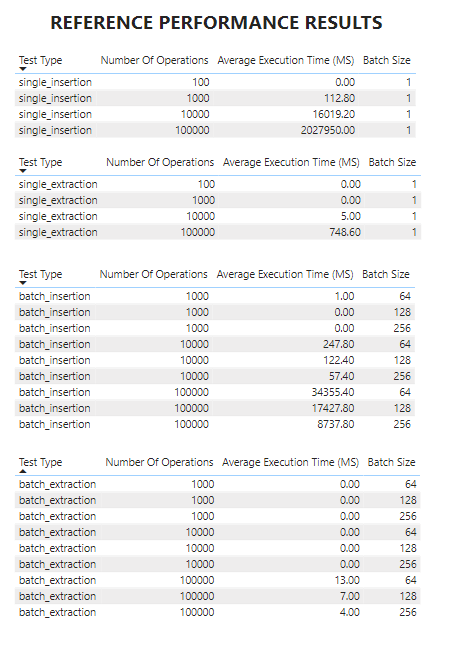 REFERENCE PERFORMANCE RESULTS
Test Type Number Of Operations Average Execution Time (MS) Batch Size
single_insertion 100 0.00 1
single_insertion 1000 112.80 1
single_insertion 10000 16019.20 1
single_insertion 100000 2027950.00 1
Test Type Number Of Operations Average Execution Time (MS) Batch Size
single_extraction 100 0.00 1
single_extraction 1000 0.00 1
single_extraction 10000 5.00 1
single_extraction 100000 748.60 1
Test Type Number Of Operations Average Execution Time (MS) Batch Size
batch_insertion 1000 1.00 64
batch_insertion 1000 0.00 128
batch_insertion 1000 0.00 256
batch_insertion 10000 247.80 64
batch_insertion 10000 122.40 128
batch_insertion 10000 57.40 256
batch_insertion 100000 34355.40 64
batch_insertion 100000 17427.80 128
batch_insertion 100000 8737.80 256
Test Type Number Of Operations Average Execution Time (MS) Batch Size
batch_extraction 1000 0.00 64
batch_extraction 1000 0.00 128
batch_extraction 1000 0.00 256
batch_extraction 10000 0.00 64
batch_extraction 10000 0.00 128
batch_extraction 10000 0.00 256
batch_extraction 100000 13.00 64
batch_extraction 100000 7.00 128
batch_extraction 100000 4.00 256